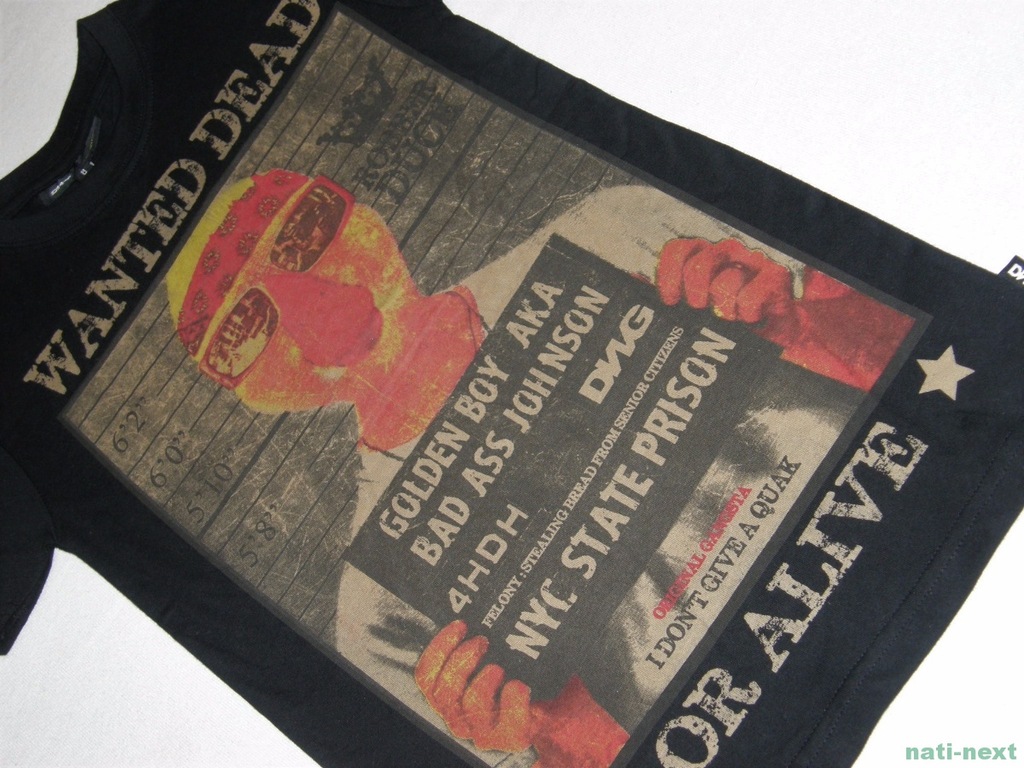 WANTED DEAD
ROBBER
DUCK
6'2"
6'0"
5'10"
5'8"
GOLDEN BOY AKA
BAD ASS JOHNSON
4HDH DWG
FELONY : STEALING BREAD FROM SENIOR CITIZENS
NYC STATE PRISON
ORIGINAL GANGSTA
I DON'T GIVE A QUAK
OR ALIVE
nati-next